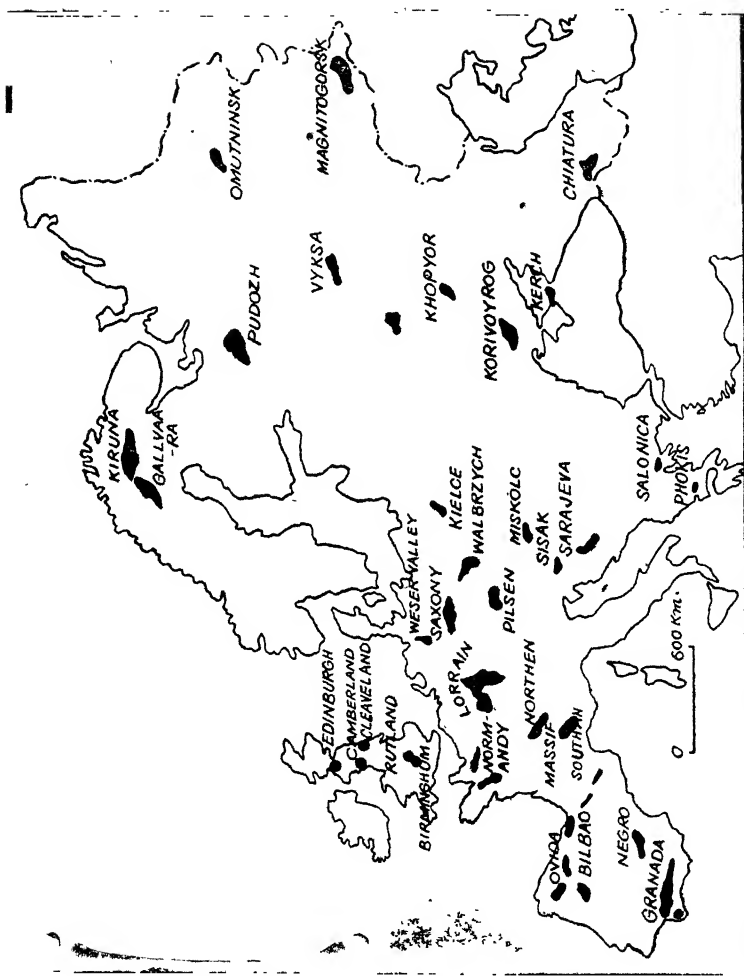 KIRUNA
GALLVAA
-RA
PUDOZH
OMUTNINSK
VYKSA
MAGNITOGORSK
KHOPYOR
KORIVOYROG
KERCH
CHIATURA
EDINBURGH
CAMBERLAND
CLEAVELAND
RUTLAND
BIRMINGHUM
WESER VALLEY
SAXONY
KIELCE
WALBRZYCH
LORRAIN
PILSEN
MISKOLC
SISAK
SARAJEVA
NORM-
ANDY
NORTHEN
MASSIF
SOUTHAN
SALONICA
PHOKIS
OVIDA
BILBAO
NEGRO
GRANADA
0 600 Km.